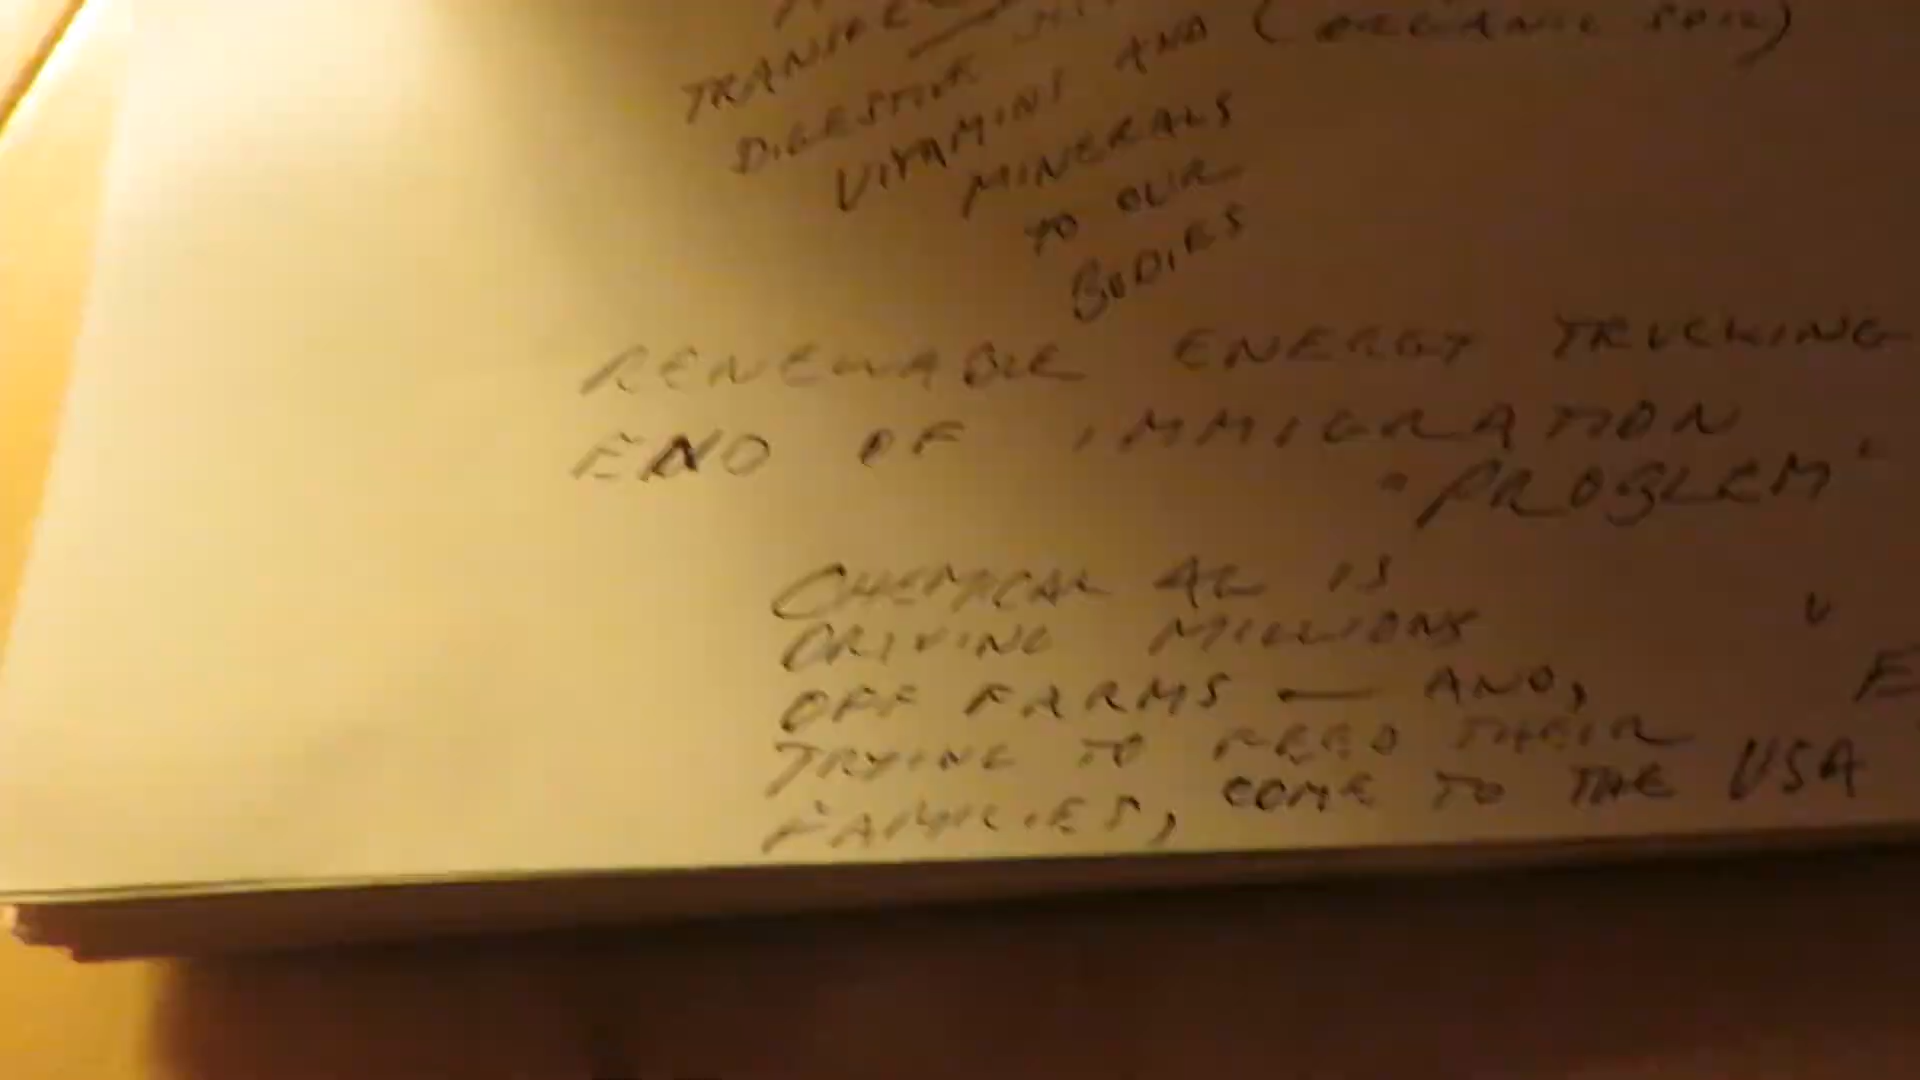 DIGESTIVE
VITAMINS AND (ORGANIC SOIL)
MINERALS
TO OUR
BODIES
RENEWABLE ENERGY TRUCKING
END OF IMMIGRATION
"PROBLEM"
CHEMICAL AG IS
DRIVING MILLIONS
OFF FARMS — AND,
TRYING TO FEED THEIR
FAMILIES, COME TO THE USA